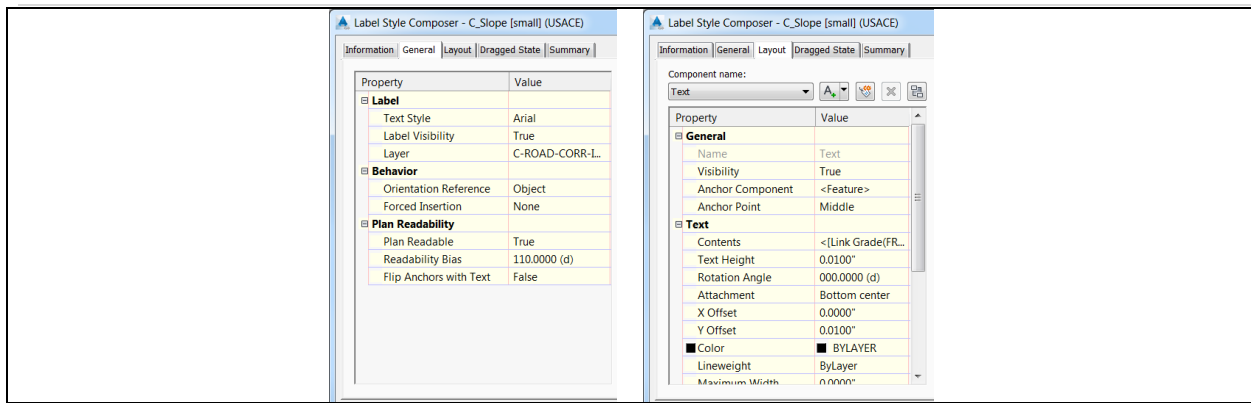 Label Style Composer - C_Slope [small] (USACE)
Information General Layout Dragged State Summary
Property Value
Label
Text Style Arial
Label Visibility True
Layer C-ROAD-CORR-I...
Behavior
Orientation Reference Object
Forced Insertion None
Plan Readability
Plan Readable True
Readability Bias 110.0000 (d)
Flip Anchors with Text False
Label Style Composer - C_Slope [small] (USACE)
Information General Layout Dragged State Summary
Component name:
Text
Property Value
General
Name Text
Visibility True
Anchor Component <Feature>
Anchor Point Middle
Text
Contents <[Link Grade(FR...
Text Height 0.0100"
Rotation Angle 000.0000 (d)
Attachment Bottom center
X Offset 0.0000"
Y Offset 0.0100"
Color BYLAYER
Lineweight ByLayer
Maximum Width 0.0000"